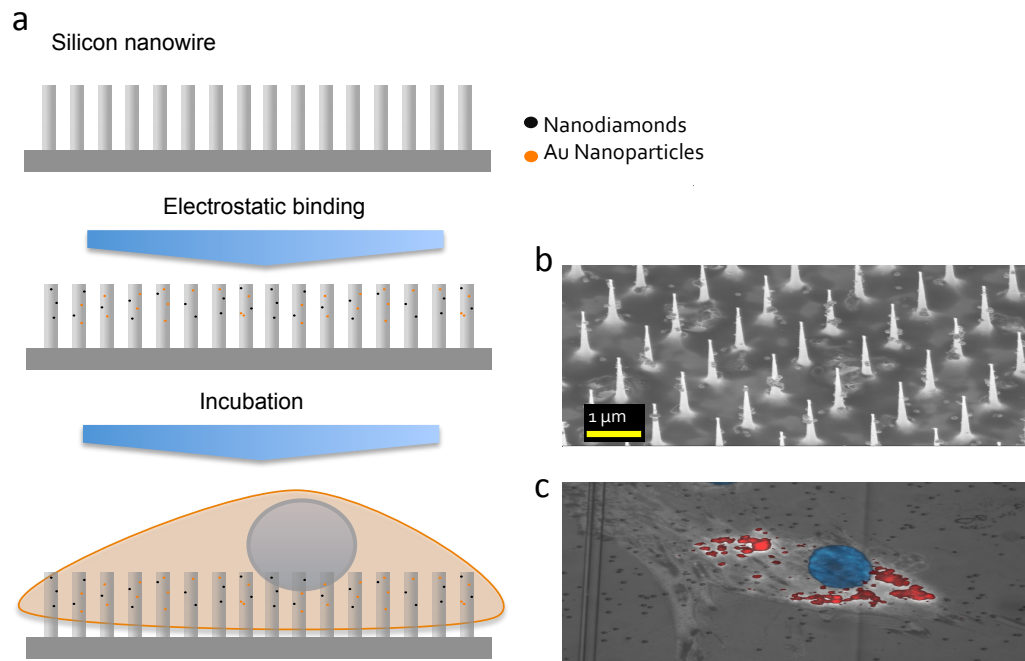 a
Silicon nanowire
Nanodiamonds
Au Nanoparticles
Electrostatic binding
b
1 μm
Incubation
c